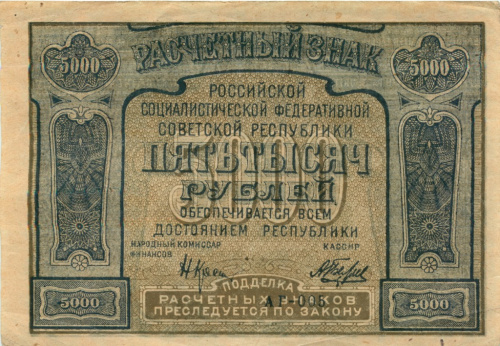 РАСЧЕТНЫЙ ЗНАК
5000 5000
РОССИЙСКОЙ
СОЦИАЛИСТИЧЕСКОЙ ФЕДЕРАТИВНОЙ
СОВЕТСКОЙ РЕСПУБЛИКИ
5000
ПЯТЬ ТЫСЯЧ
РУБЛЕЙ
ОБЕСПЕЧИВАЕТСЯ ВСЕМ
ДОСТОЯНИЕМ РЕСПУБЛИКИ
НАРОДНЫЙ КОМИССАР
ФИНАНСОВ
КАССИР
ПОДДЕЛКА
5000 РАСЧЕТНЫХ ЗНАКОВ 5000
ПРЕСЛЕДУЕТСЯ ПО ЗАКОНУ